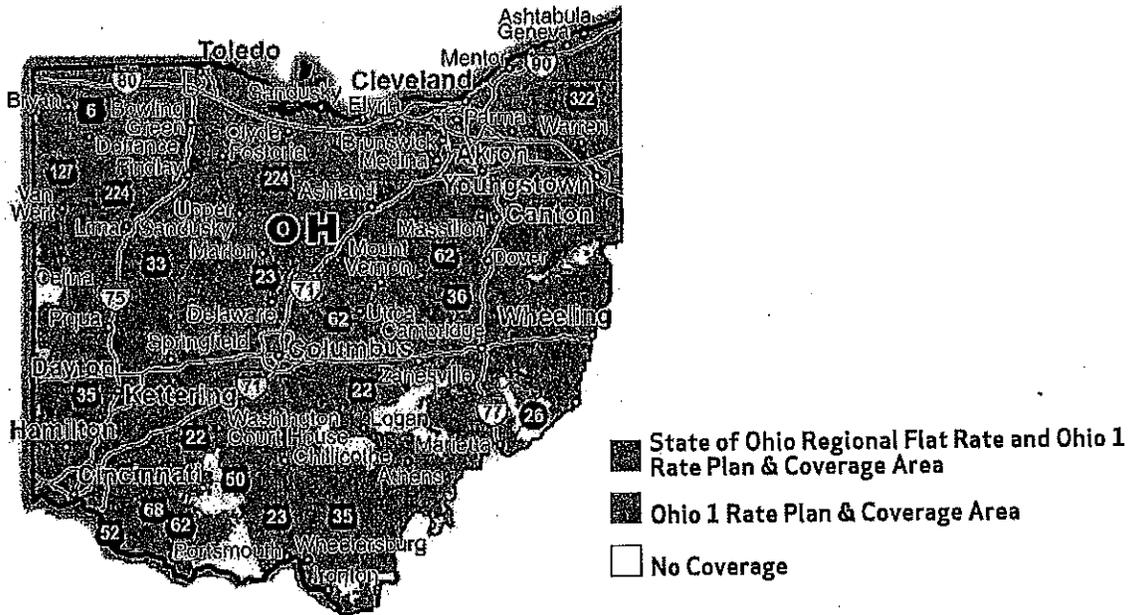 Ashtabula
Geneva
Mentor
90
Toledo
Cleveland
80
Sandusky
Elyria
322
Bryan
6
Bowling
Green
Parma
Warren
Clyde
Brunswick
Defiance
Fostoria
Medina
Akron
Findlay
127
224
224
Ashland
Youngstown
Van
Wert
Upper
Sandusky
Canton
Lima
OH
Massillon
Marion
Mount
Vernon
62
Dover
33
23
Celina
71
36
75
Delaware
62
Utica
Wheeling
Piqua
Cambridge
Springfield
Columbus
Dayton
Zanesville
35
Kettering
71
22
77
26
Hamilton
Washington
Court House
Logan
22
Marietta
Chillicothe
Cincinnati
50
Athens
68
62
23
35
52
Portsmouth
Wheelersburg
Ironton
State of Ohio Regional Flat Rate and Ohio 1
Rate Plan & Coverage Area
Ohio 1 Rate Plan & Coverage Area
No Coverage